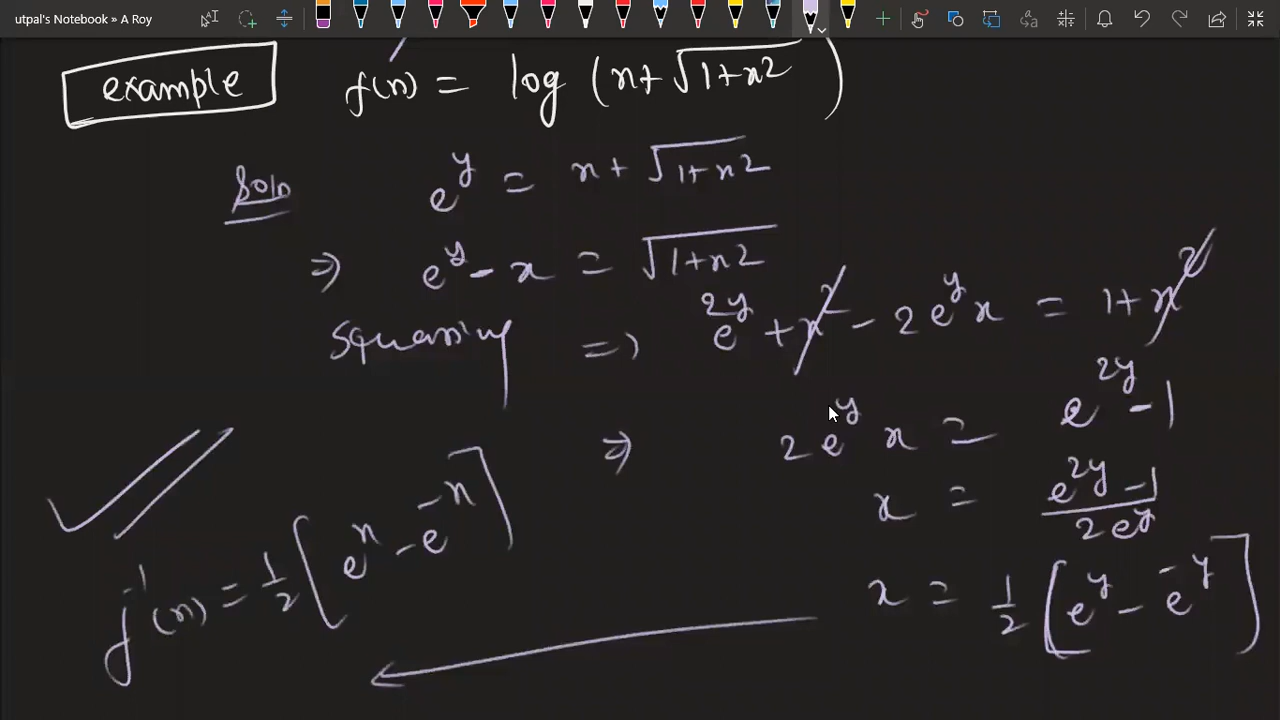 utpal's Notebook » A Roy
example f(x) = log (x+√1+x²)
Soln e^y = x+√1+x²
⇒ e^y - x = √1+x²
Squaring ⇒ e^2y + x² - 2e^y x = 1+x²
⇒ 2e^y x = e^2y - 1
x = e^2y - 1 / 2e^y
x = 1/2 [e^y - e^-y]
f^-1(x) = 1/2 [e^x - e^-x]